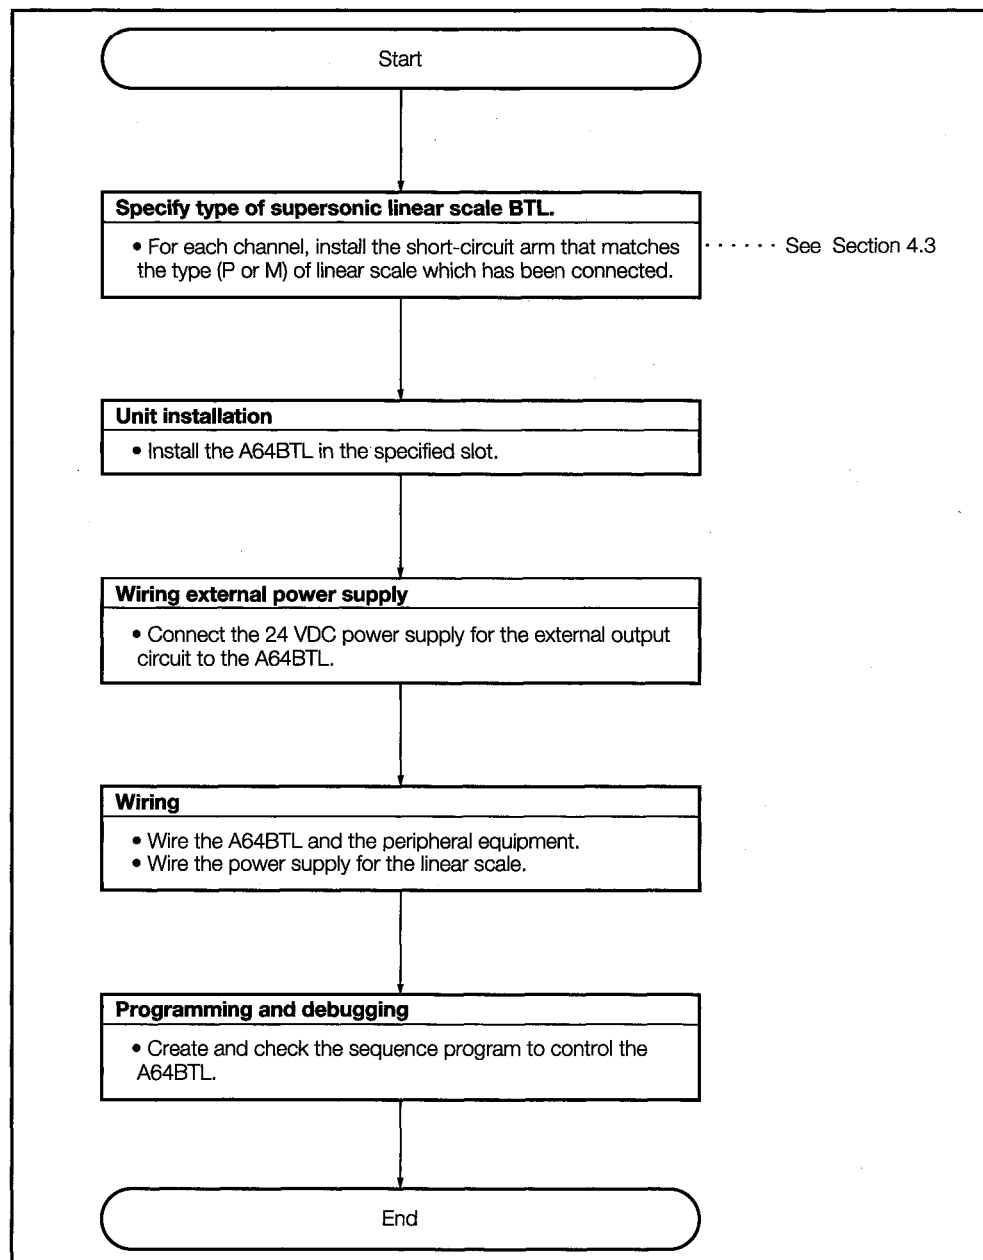 Start
Specify type of supersonic linear scale BTL.
• For each channel, install the short-circuit arm that matches
the type (P or M) of linear scale which has been connected.
······ See Section 4.3
Unit installation
• Install the A64BTL in the specified slot.
Wiring external power supply
• Connect the 24 VDC power supply for the external output
circuit to the A64BTL.
Wiring
• Wire the A64BTL and the peripheral equipment.
• Wire the power supply for the linear scale.
Programming and debugging
• Create and check the sequence program to control the
A64BTL.
End